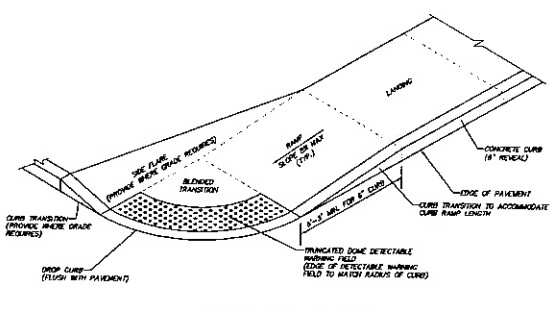 LANDING
RAMP
SLOPE 8% MAX
(TYP.)
SIDE FLARE
(PROVIDE WHERE GRADE REQUIRES)
BLENDED
TRANSITION
CONCRETE CURB
(6" REVEAL)
EDGE OF PAVEMENT
CURB TRANSITION TO ACCOMMODATE
CURB RAMP LENGTH
FOR 6" CURB
CURB TRANSITION
(PROVIDE WHERE GRADE
REQUIRES)
TRUNCATED DOME DETECTABLE
WARNING FIELD
(EDGE OF DETECTABLE WARNING
FIELD TO MATCH RADIUS OF CURB)
DROP CURB
(FLUSH WITH PAVEMENT)